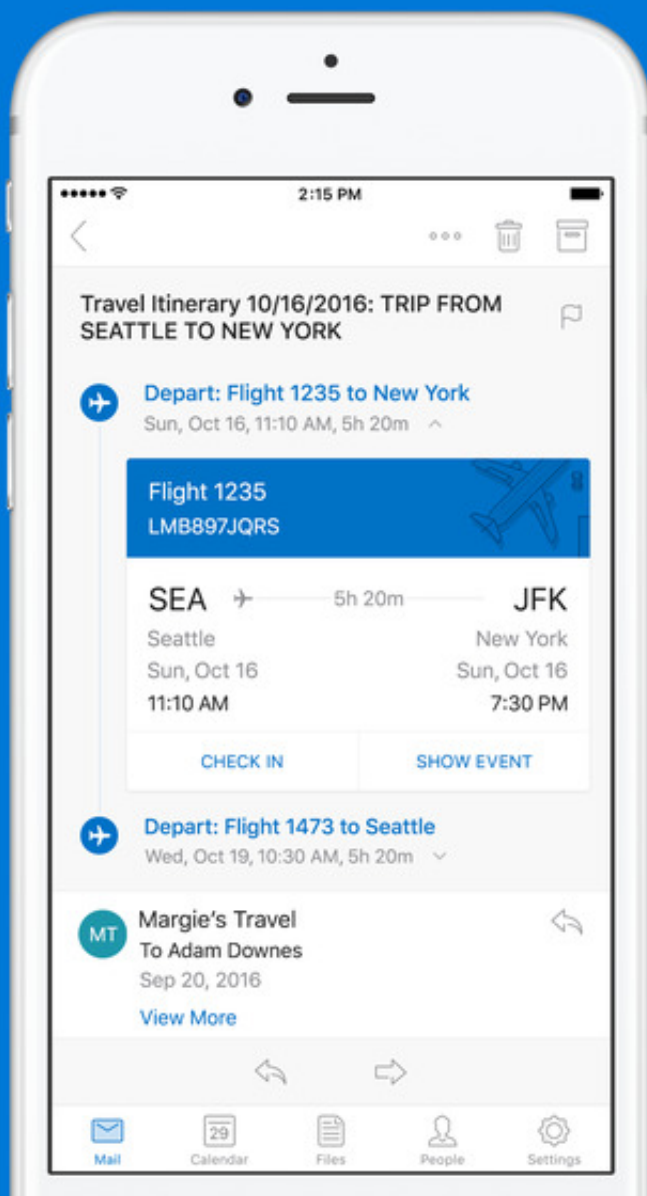 2:15 PM
Travel Itinerary 10/16/2016: TRIP FROM
SEATTLE TO NEW YORK
Depart: Flight 1235 to New York
Sun, Oct 16, 11:10 AM, 5h 20m
Flight 1235
LMB897JQRS
SEA 5h 20m JFK
Seattle New York
Sun, Oct 16 Sun, Oct 16
11:10 AM 7:30 PM
CHECK IN SHOW EVENT
Depart: Flight 1473 to Seattle
Wed, Oct 19, 10:30 AM, 5h 20m
MT Margie's Travel
To Adam Downes
Sep 20, 2016
View More
29
Mail Calendar Files People Settings